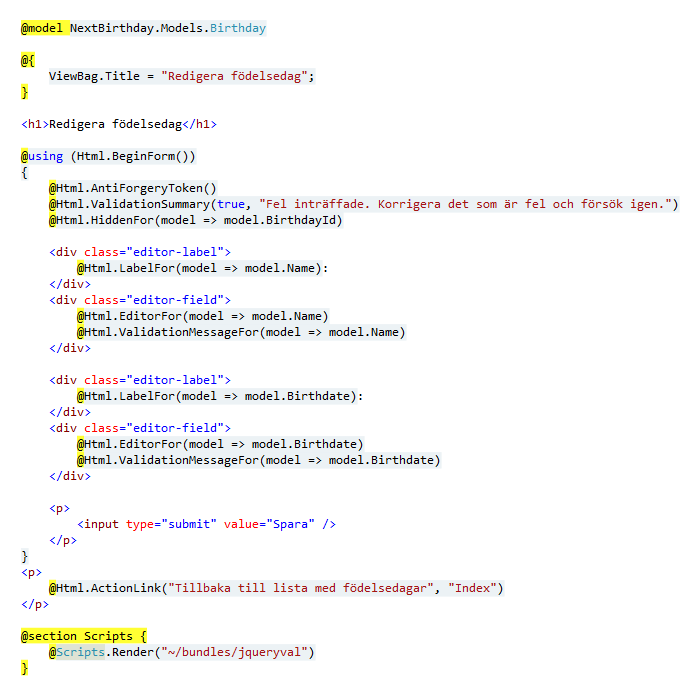 @model NextBirthday.Models.Birthday
@{
ViewBag.Title = "Redigera födelsedag";
}
<h1>Redigera födelsedag</h1>
@using (Html.BeginForm())
{
@Html.AntiForgeryToken()
@Html.ValidationSummary(true, "Fel inträffade. Korrigera det som är fel och försök igen.")
@Html.HiddenFor(model => model.BirthdayId)
<div class="editor-label">
@Html.LabelFor(model => model.Name):
</div>
<div class="editor-field">
@Html.EditorFor(model => model.Name)
@Html.ValidationMessageFor(model => model.Name)
</div>
<div class="editor-label">
@Html.LabelFor(model => model.Birthdate):
</div>
<div class="editor-field">
@Html.EditorFor(model => model.Birthdate)
@Html.ValidationMessageFor(model => model.Birthdate)
</div>
<p>
<input type="submit" value="Spara" />
</p>
}
<p>
@Html.ActionLink("Tillbaka till lista med födelsedagar", "Index")
</p>
@section Scripts {
@Scripts.Render("~/bundles/jqueryval")
}